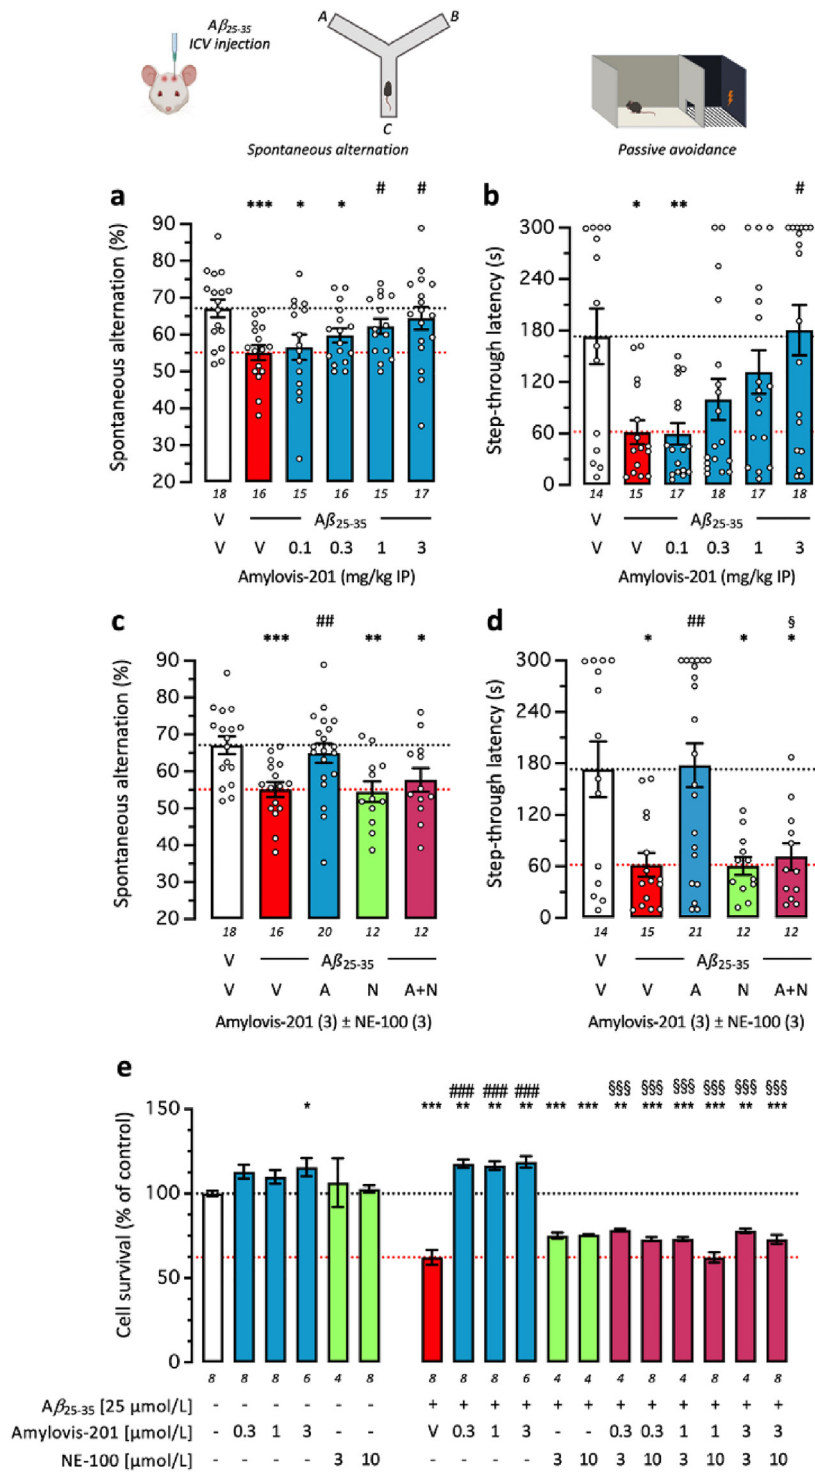 Aβ25-35
ICV injection
A
B
C
Spontaneous alternation
Passive avoidance
a
*** * * # #
Spontaneous alternation (%)
90
80
70
60
50
40
30
20
18 16 15 16 15 17
V Aβ25-35
V V 0.1 0.3 1 3
Amylovis-201 (mg/kg IP)
b
* ** #
Step-through latency (s)
300
240
180
120
60
0
14 15 17 18 17 18
V Aβ25-35
V V 0.1 0.3 1 3
Amylovis-201 (mg/kg IP)
c
##
*** ** *
Spontaneous alternation (%)
90
80
70
60
50
40
30
20
18 16 20 12 12
V Aβ25-35
V V A N A+N
Amylovis-201 (3) ± NE-100 (3)
d
## §
* * *
Step-through latency (s)
300
240
180
120
60
0
14 15 21 12 12
V Aβ25-35
V V A N A+N
Amylovis-201 (3) ± NE-100 (3)
e
### ### ### §§§ §§§ §§§ §§§ §§§ §§§
* *** ** ** ** *** *** ** *** *** *** ** ***
Cell survival (% of control)
150
100
50
0
8 8 8 6 4 8 8 8 8 6 4 4 4 8 4 8 4 8
Aβ25-35 [25 µmol/L] - - - - - - + + + + + + + + + + + +
Amylovis-201 [µmol/L] - 0.3 1 3 - - V 0.3 1 3 - - 0.3 0.3 1 1 3 3
NE-100 [µmol/L] - - - - 3 10 - - - - 3 10 3 10 3 10 3 10